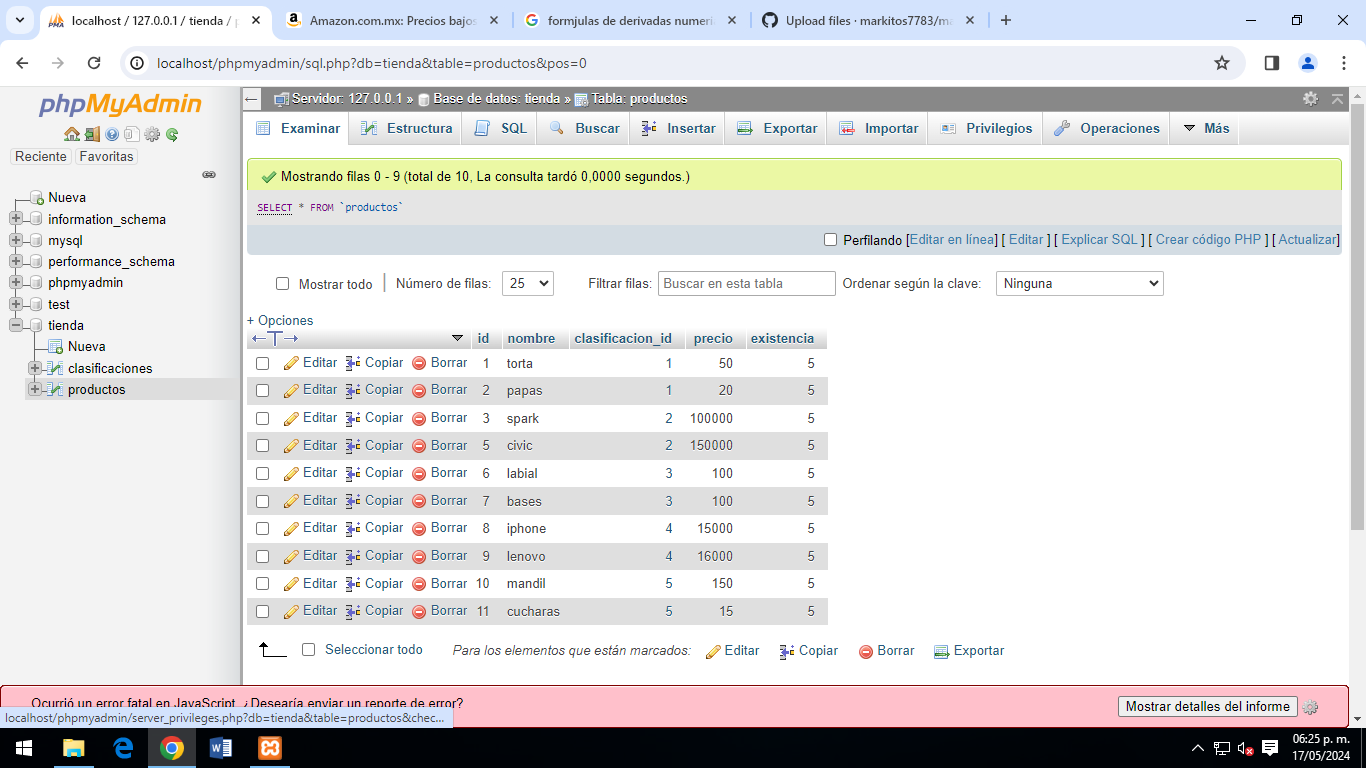 localhost / 127.0.0.1 / tienda / p
Amazon.com.mx: Precios bajos
formjulas de derivadas numeri
Upload files · markitos7783/ma
localhost/phpmyadmin/sql.php?db=tienda&table=productos&pos=0
phpMyAdmin
Reciente Favoritas
Nueva
information_schema
mysql
performance_schema
phpmyadmin
test
tienda
Nueva
clasificaciones
productos
Servidor: 127.0.0.1 » Base de datos: tienda » Tabla: productos
Examinar Estructura SQL Buscar Insertar Exportar Importar Privilegios Operaciones Más
Mostrando filas 0 - 9 (total de 10, La consulta tardó 0,0000 segundos.)
SELECT * FROM `productos`
Perfilando [Editar en línea] [ Editar ] [ Explicar SQL ] [ Crear código PHP ] [ Actualizar]
Mostrar todo | Número de filas: 25 Filtrar filas: Buscar en esta tabla Ordenar según la clave: Ninguna
+ Opciones
←T→ id nombre clasificacion_id precio existencia
Editar Copiar Borrar 1 torta 1 50 5
Editar Copiar Borrar 2 papas 1 20 5
Editar Copiar Borrar 3 spark 2 100000 5
Editar Copiar Borrar 5 civic 2 150000 5
Editar Copiar Borrar 6 labial 3 100 5
Editar Copiar Borrar 7 bases 3 100 5
Editar Copiar Borrar 8 iphone 4 15000 5
Editar Copiar Borrar 9 lenovo 4 16000 5
Editar Copiar Borrar 10 mandil 5 150 5
Editar Copiar Borrar 11 cucharas 5 15 5
Seleccionar todo Para los elementos que están marcados: Editar Copiar Borrar Exportar
Ocurrió un error fatal en JavaScript. ¿Desearía enviar un reporte de error?
Mostrar detalles del informe
localhost/phpmyadmin/server_privileges.php?db=tienda&table=productos&chec...
06:25 p. m.
17/05/2024